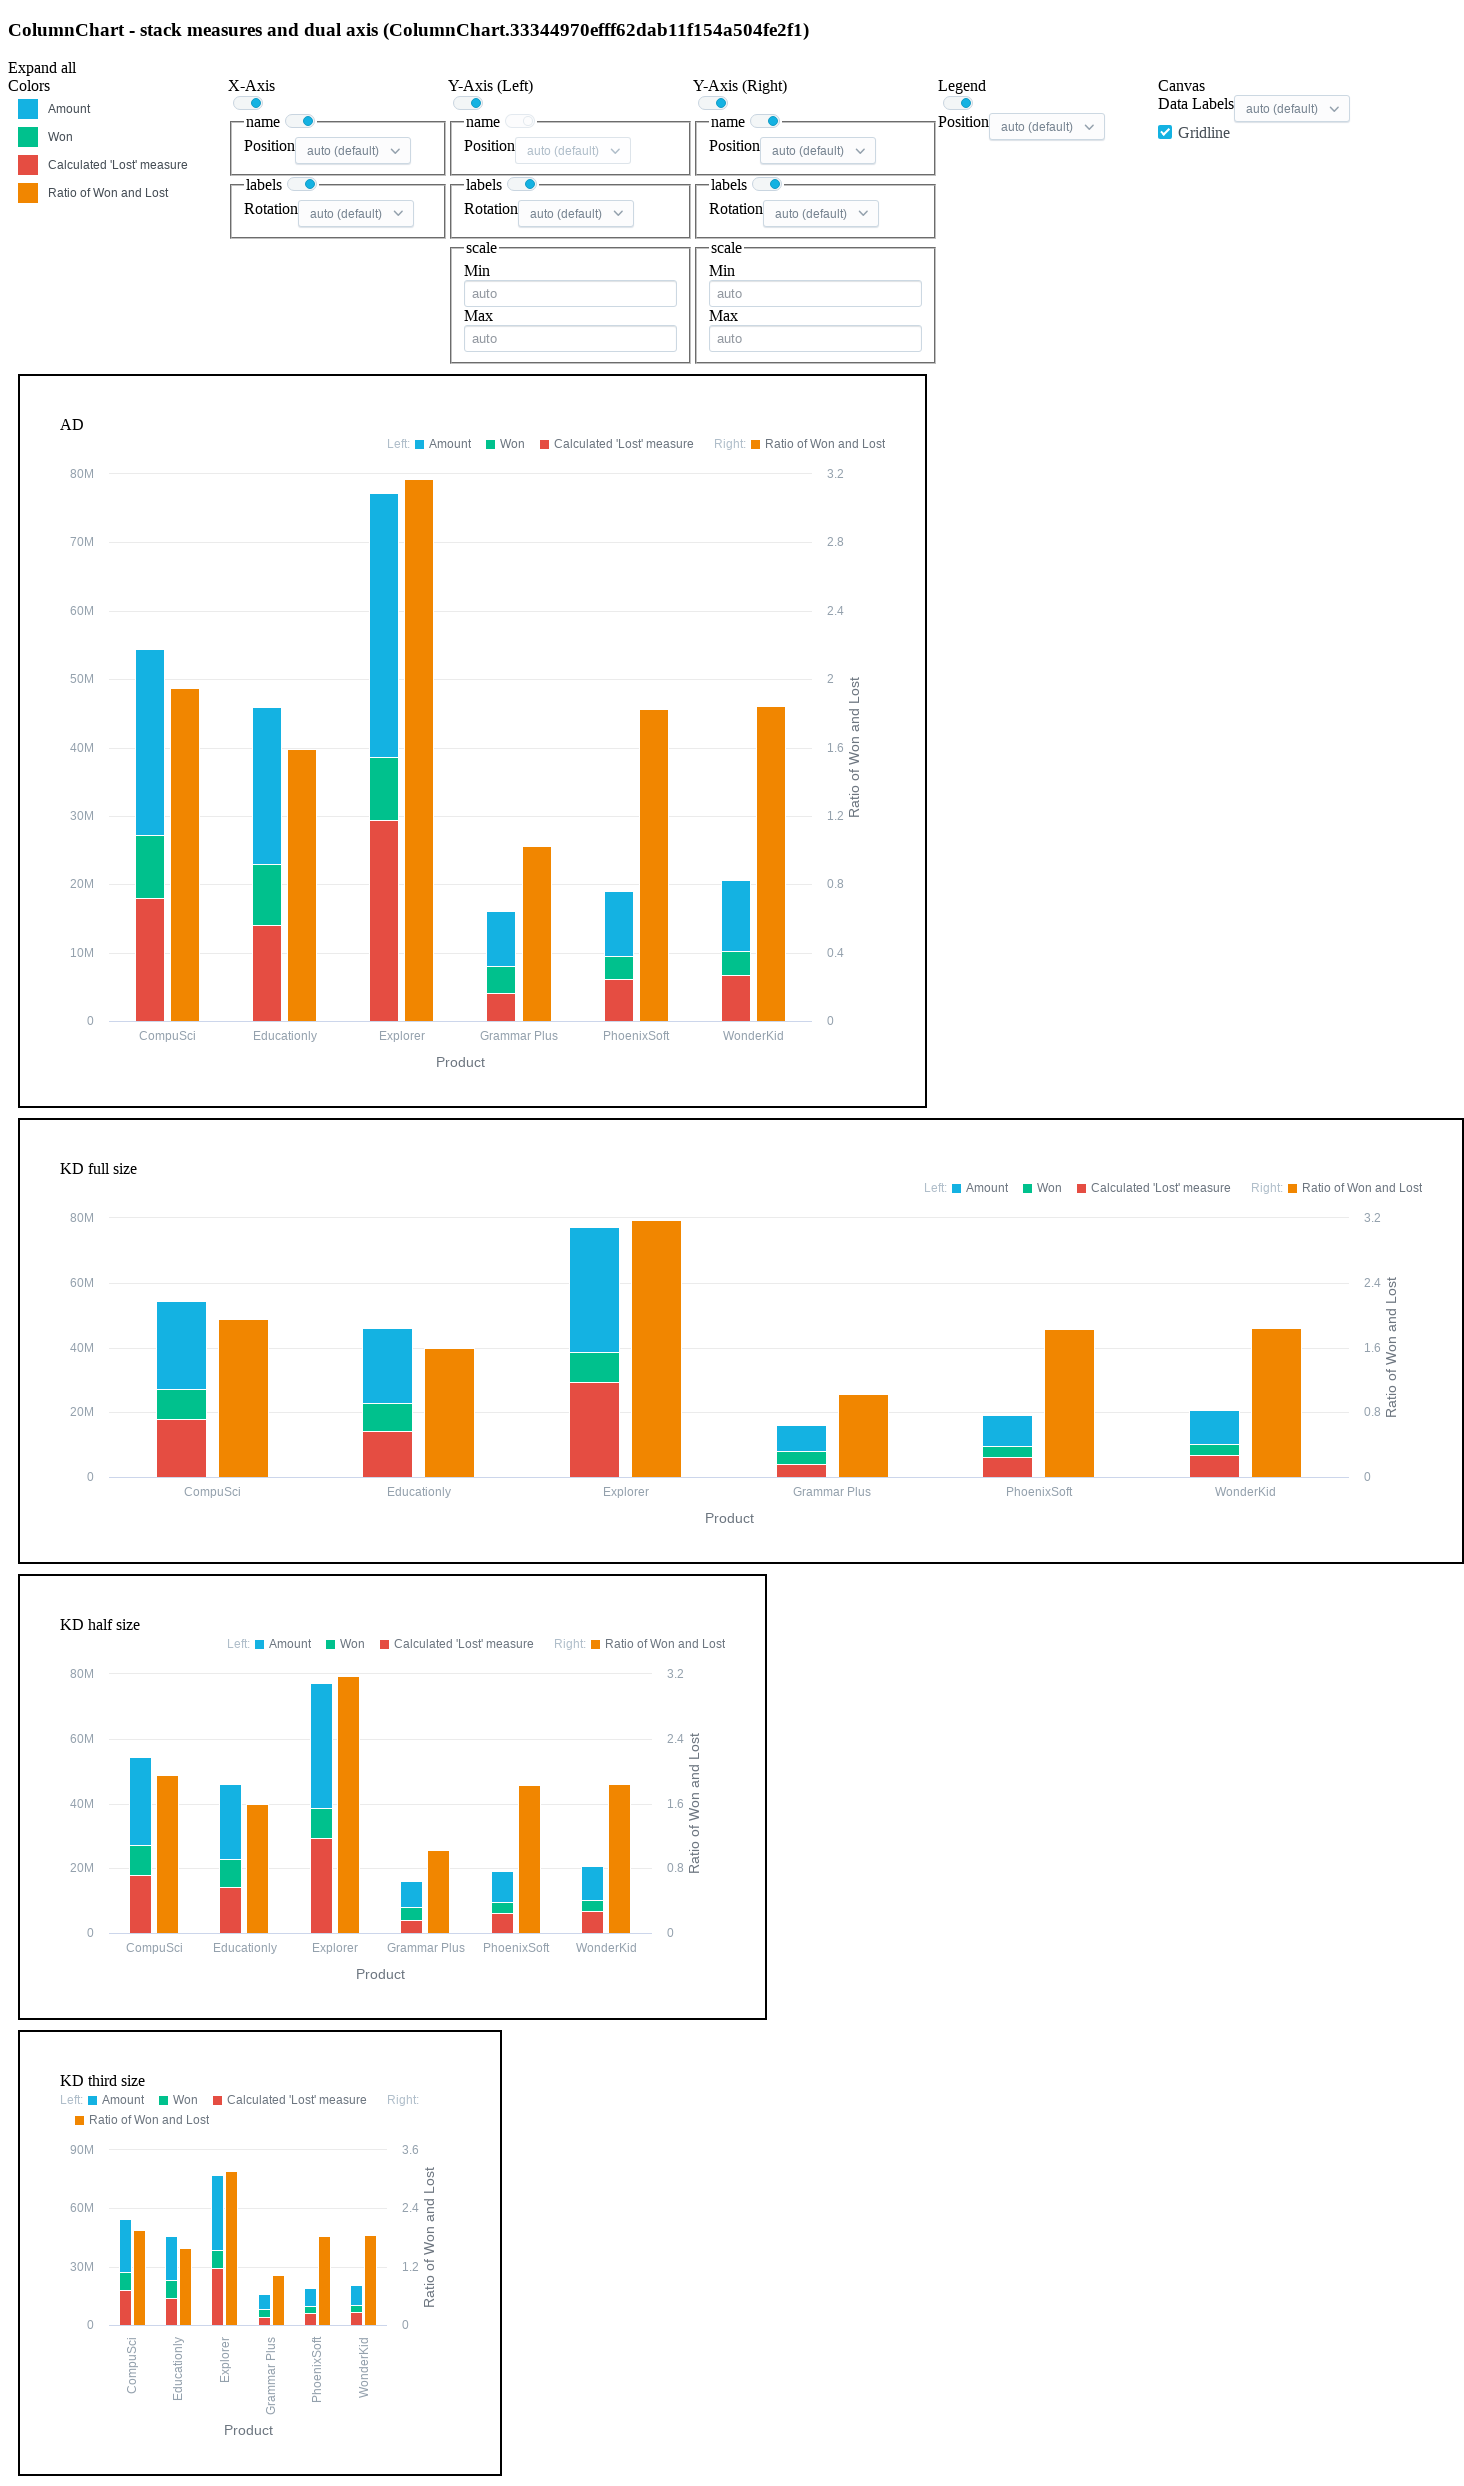 ColumnChart - stack measures and dual axis (ColumnChart.33344970efff62dab11f154a504fe2f1)
Expand all
Colors
Amount
Won
Calculated 'Lost' measure
Ratio of Won and Lost
X-Axis
name
Position auto (default)
labels
Rotation auto (default)
Y-Axis (Left)
name
Position auto (default)
labels
Rotation auto (default)
scale
Min
auto
Max
auto
Y-Axis (Right)
name
Position auto (default)
labels
Rotation auto (default)
scale
Min
auto
Max
auto
Legend
Position auto (default)
Canvas
Data Labels auto (default)
Gridline
AD
Left: Amount Won Calculated 'Lost' measure Right: Ratio of Won and Lost
80M 3.2
70M 2.8
60M 2.4
50M 2
40M 1.6
30M 1.2
20M 0.8
10M 0.4
0 0
Ratio of Won and Lost
CompuSci Educationly Explorer Grammar Plus PhoenixSoft WonderKid
Product
KD full size
Left: Amount Won Calculated 'Lost' measure Right: Ratio of Won and Lost
80M 3.2
60M 2.4
40M 1.6
20M 0.8
0 0
Ratio of Won and Lost
CompuSci Educationly Explorer Grammar Plus PhoenixSoft WonderKid
Product
KD half size
Left: Amount Won Calculated 'Lost' measure Right: Ratio of Won and Lost
80M 3.2
60M 2.4
40M 1.6
20M 0.8
0 0
Ratio of Won and Lost
CompuSci Educationly Explorer Grammar Plus PhoenixSoft WonderKid
Product
KD third size
Left: Amount Won Calculated 'Lost' measure Right:
Ratio of Won and Lost
90M 3.6
60M 2.4
30M 1.2
0 0
Ratio of Won and Lost
CompuSci Educationly Explorer Grammar Plus PhoenixSoft WonderKid
Product